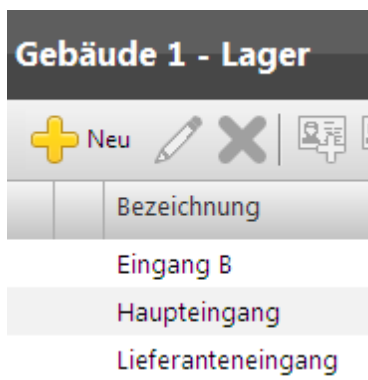 Gebäude 1 - Lager
Neu
Bezeichnung
Eingang B
Haupteingang
Lieferanteneingang